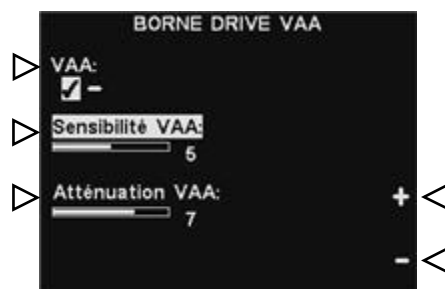 BORNE DRIVE VAA
VAA:
Sensibilité VAA:
5
Atténuation VAA:
7
+
-